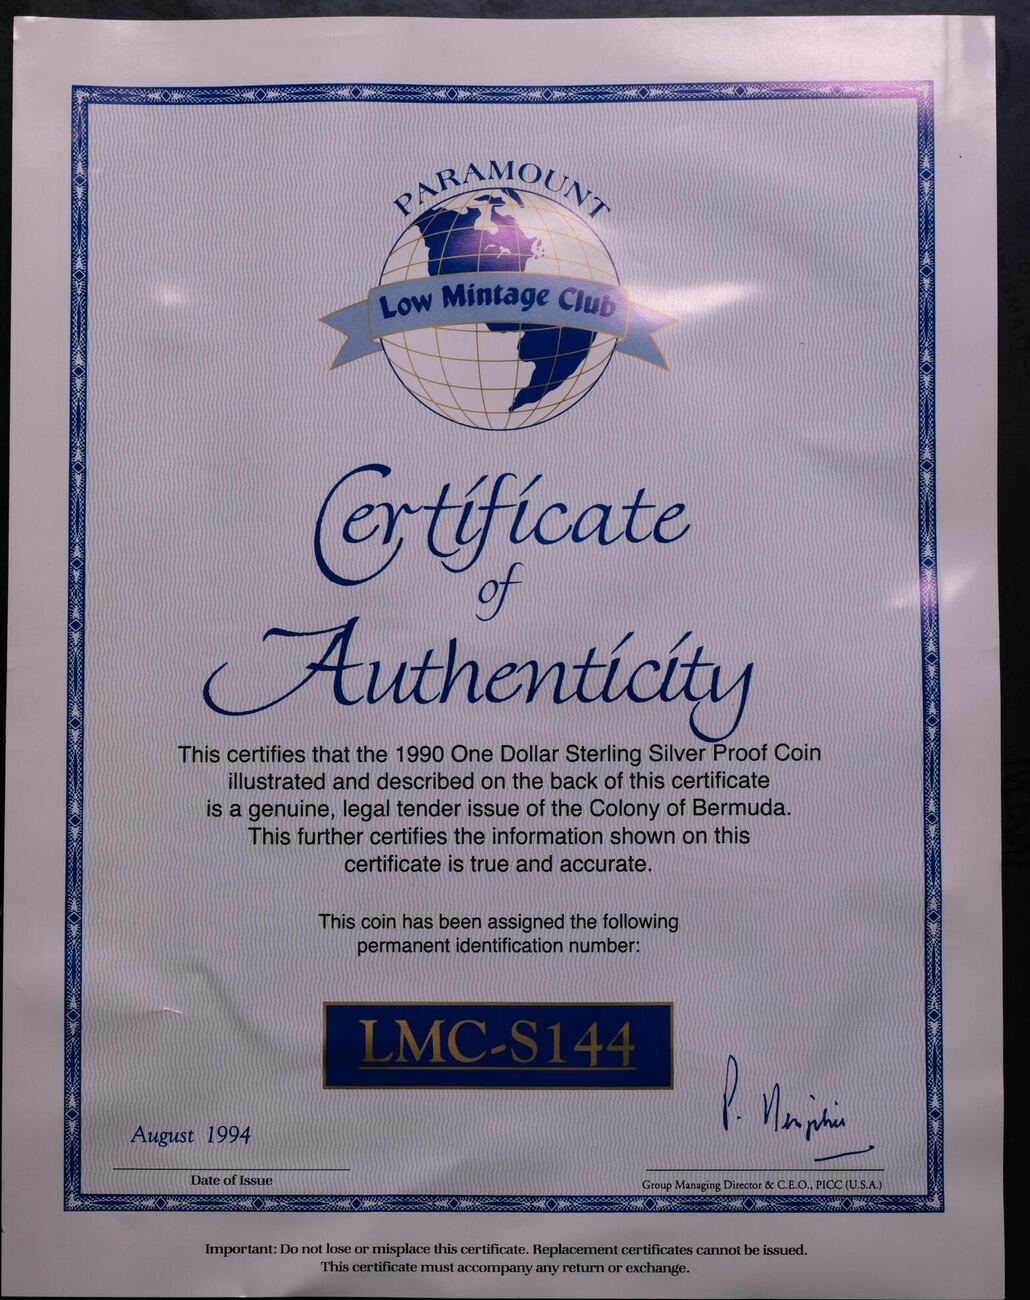 PARAMOUNT
Low Mintage Club
Certificate
of
Authenticity
This certifies that the 1990 One Dollar Sterling Silver Proof Coin
illustrated and described on the back of this certificate
is a genuine, legal tender issue of the Colony of Bermuda.
This further certifies the information shown on this
certificate is true and accurate.
This coin has been assigned the following
permanent identification number:
LMC-S144
August 1994
Date of Issue
P.
Group Managing Director & C.E.O., PICC (U.S.A.)
Important: Do not lose or misplace this certificate. Replacement certificates cannot be issued.
This certificate must accompany any return or exchange.